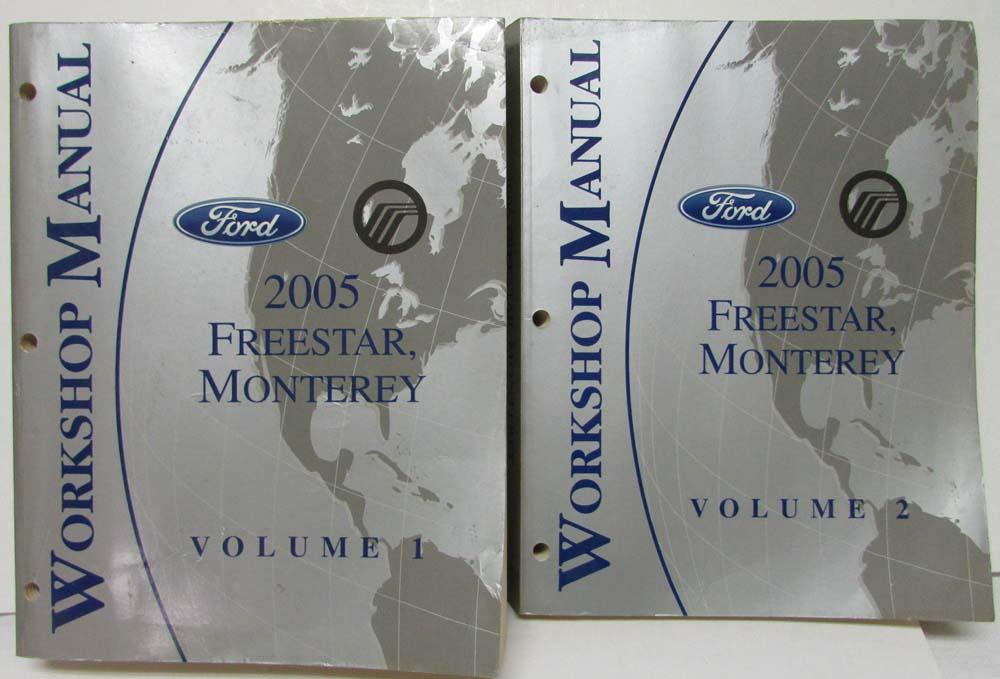 WORKSHOP MANUAL
Ford
2005
FREESTAR,
MONTEREY
VOLUME 1
WORKSHOP MANUAL
Ford
2005
FREESTAR,
MONTEREY
VOLUME 2